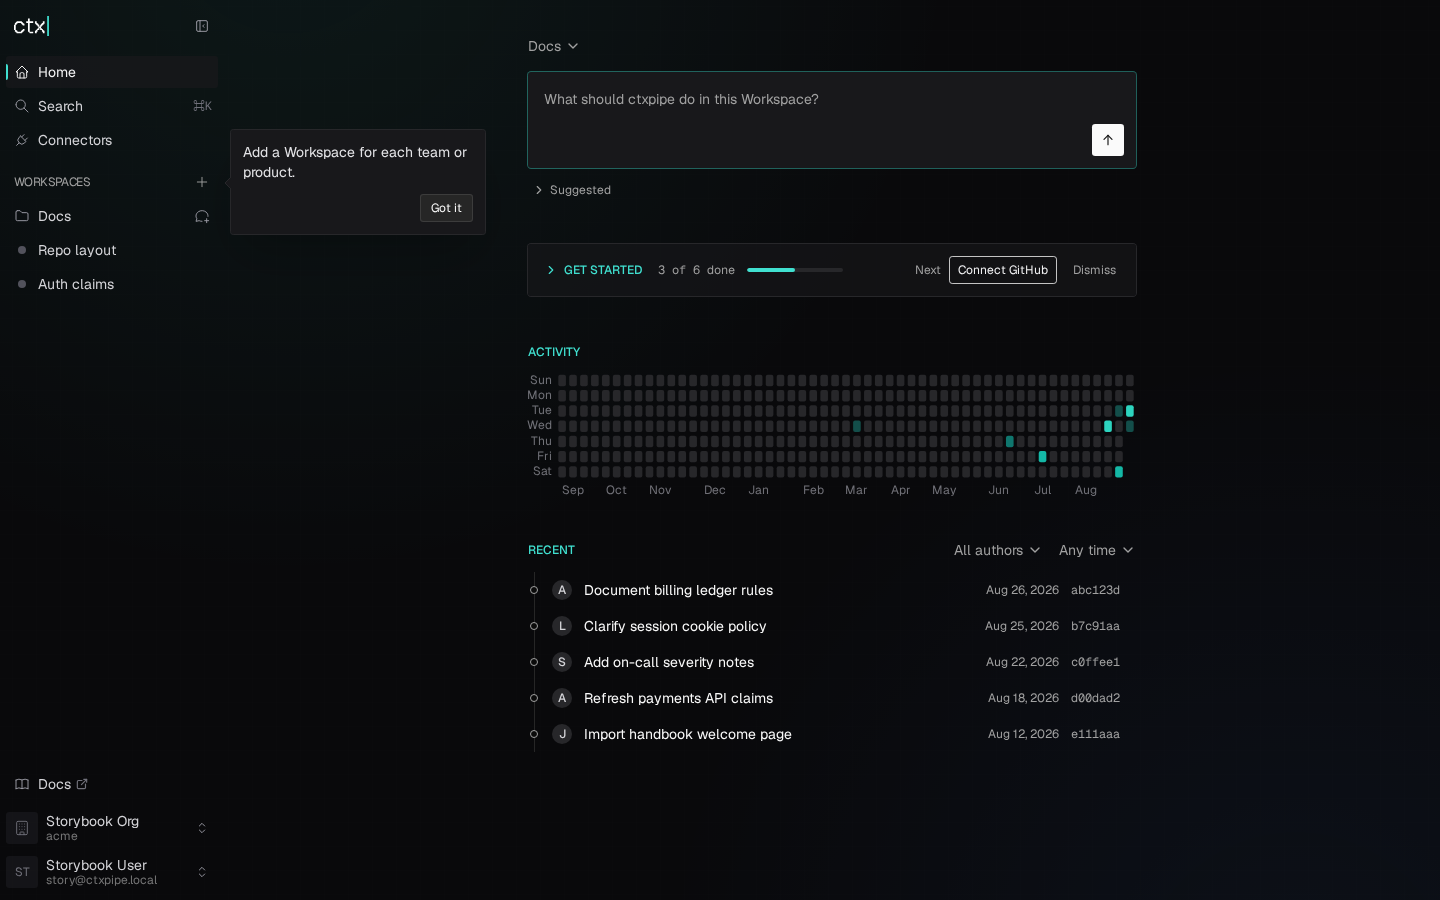 ctx
Home
Search ⌘K
Connectors
WORKSPACES
Docs
Repo layout
Auth claims
Add a Workspace for each team or
product.
Got it
Docs
What should ctxpipe do in this Workspace?
Suggested
GET STARTED 3 of 6 done Next Connect GitHub Dismiss
ACTIVITY
Sun
Mon
Tue
Wed
Thu
Fri
Sat
Sep Oct Nov Dec Jan Feb Mar Apr May Jun Jul Aug
RECENT All authors Any time
A Document billing ledger rules Aug 26, 2026 abc123d
L Clarify session cookie policy Aug 25, 2026 b7c91aa
S Add on-call severity notes Aug 22, 2026 c0ffee1
A Refresh payments API claims Aug 18, 2026 d00dad2
J Import handbook welcome page Aug 12, 2026 e111aaa
Docs
Storybook Org
acme
ST Storybook User
story@ctxpipe.local